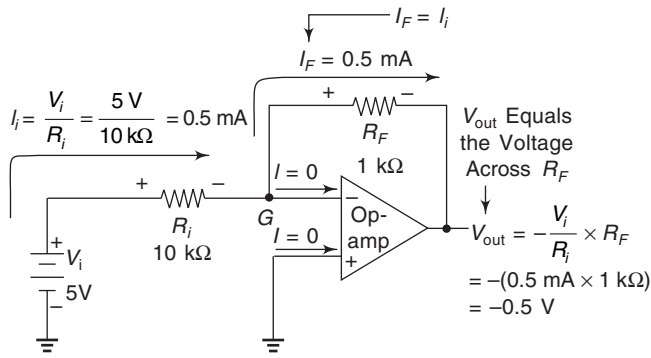 I_F = I_i
I_F = 0.5 mA
I_i = V_i / R_i = 5 V / 10 kΩ = 0.5 mA
+ −
R_F
1 kΩ
V_out Equals
the Voltage
Across R_F
I = 0
+ −
G
R_i
10 kΩ
−
Op-
amp
+
I = 0
V_out = − V_i / R_i × R_F
= −(0.5 mA × 1 kΩ)
= −0.5 V
+
V_i
5V
−